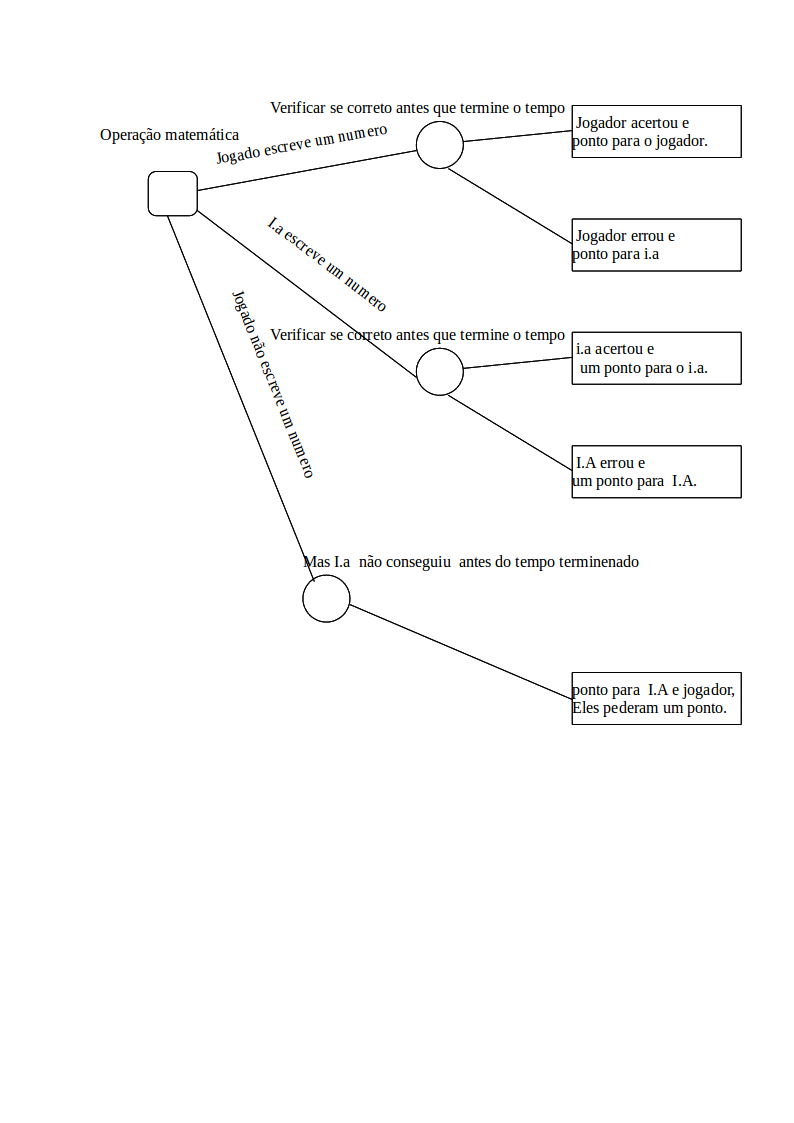 Verificar se correto antes que termine o tempo
Operação matemática
Jogado escreve um numero
Jogador acertou e
ponto para o jogador.
I.a escreve um numero
Jogador errou e
ponto para i.a
Jogado não escreve um numero
Verificar se correto antes que termine o tempo
i.a acertou e
um ponto para o i.a.
I.A errou e
um ponto para  I.A.
Mas I.a  não conseguiu  antes do tempo terminenado
ponto para  I.A e jogador,
Eles pederam um ponto.